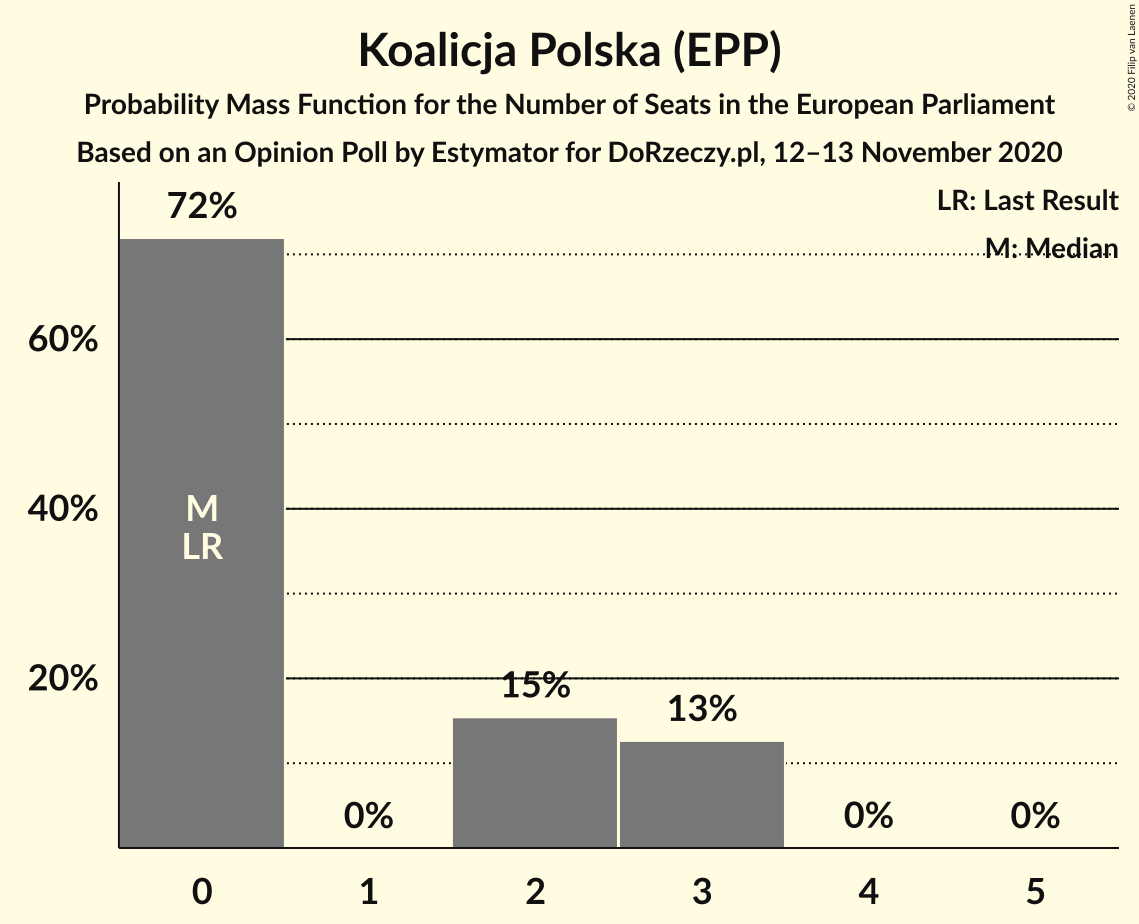 Koalicja Polska (EPP)
Probability Mass Function for the Number of Seats in the European Parliament
Based on an Opinion Poll by Estymator for DoRzeczy.pl, 12–13 November 2020
© 2020 Filip van Laenen
LR: Last Result
M: Median
72%
60%
40%
20%
M
LR
0%
15%
13%
0%
0%
0 1 2 3 4 5